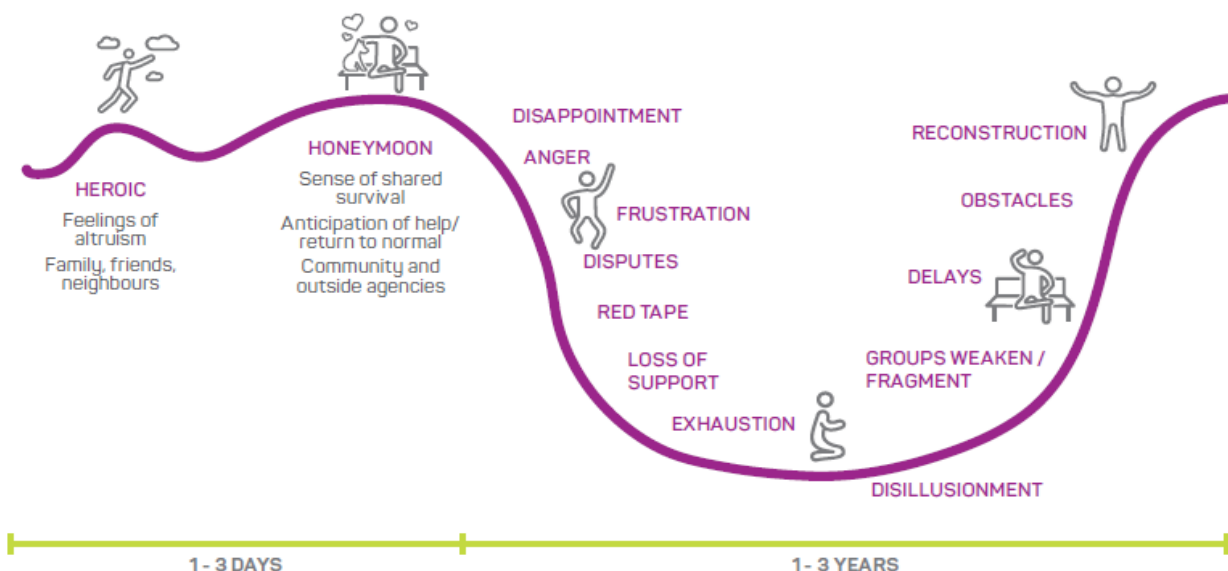 HEROIC
Feelings of
altruism
Family, friends,
neighbours
HONEYMOON
Sense of shared
survival
Anticipation of help/
return to normal
Community and
outside agencies
DISAPPOINTMENT
ANGER
FRUSTRATION
DISPUTES
RED TAPE
LOSS OF
SUPPORT
EXHAUSTION
DISILLUSIONMENT
GROUPS WEAKEN /
FRAGMENT
DELAYS
OBSTACLES
RECONSTRUCTION
1 - 3 DAYS
1 - 3 YEARS